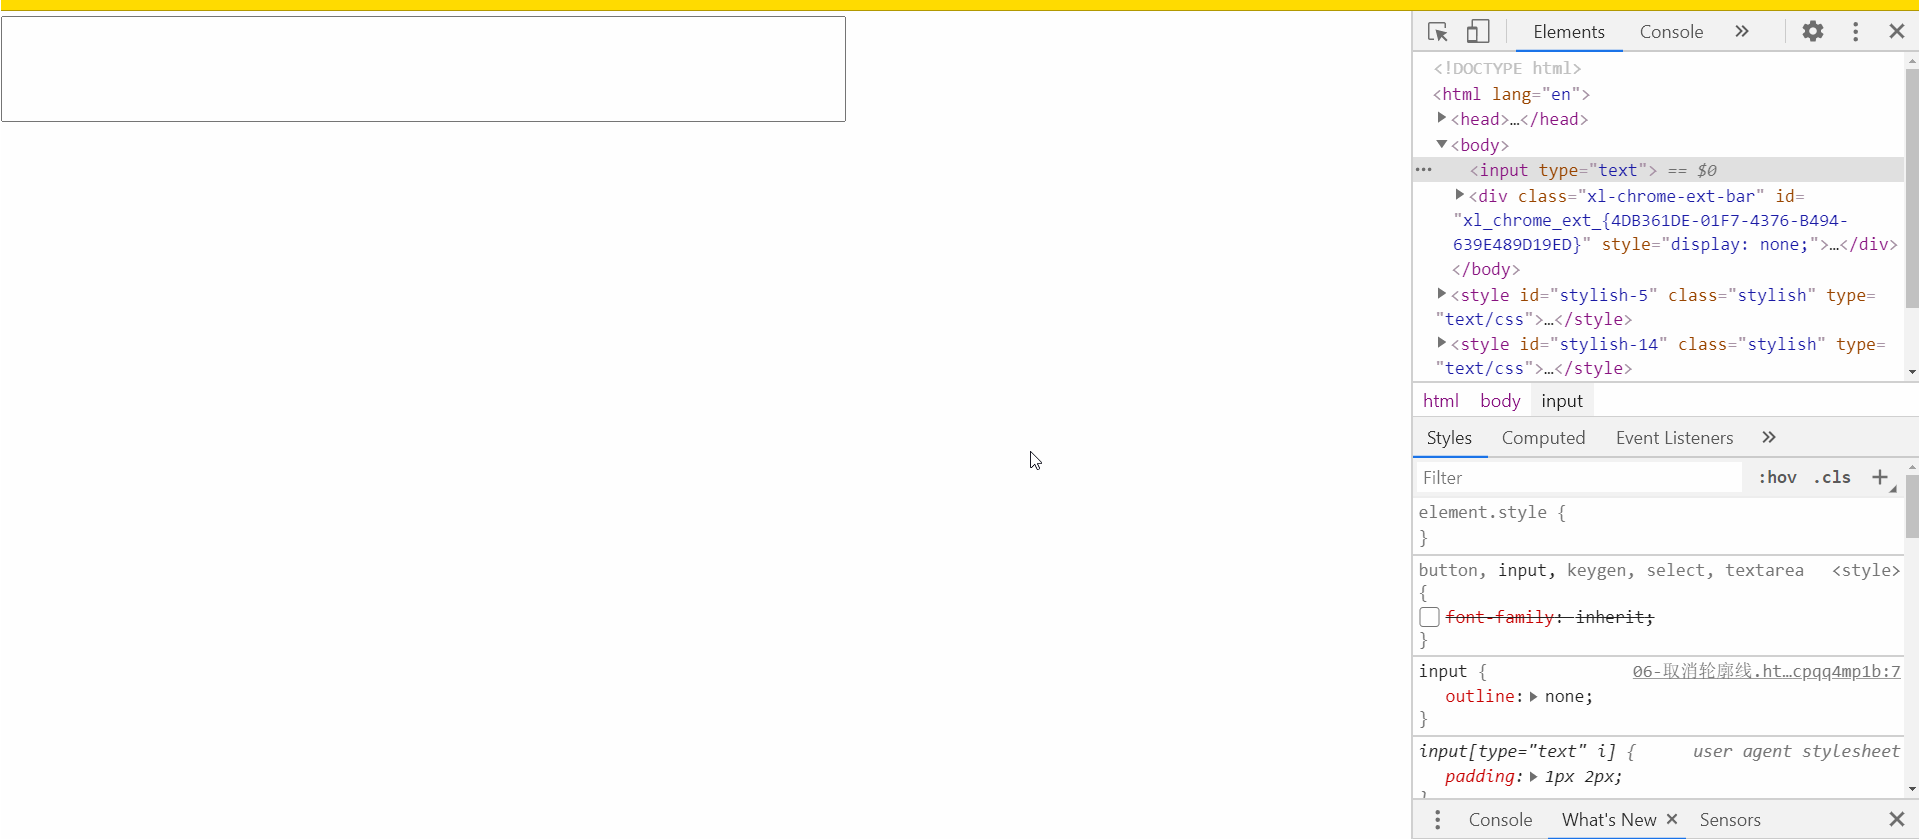 Elements Console
<!DOCTYPE html>
<html lang="en">
<head>…</head>
<body>
<input type="text"> == $0
<div class="xl-chrome-ext-bar" id=
"xl_chrome_ext_{4DB361DE-01F7-4376-B494-
639E489D19ED}" style="display: none;">…</div>
</body>
<style id="stylish-5" class="stylish" type=
"text/css">…</style>
<style id="stylish-14" class="stylish" type=
"text/css">…</style>
html body input
Styles Computed Event Listeners
Filter :hov .cls
element.style {
}
button, input, keygen, select, textarea <style>
{
font-family: inherit;
}
input { 06-取消轮廓线.ht…cpqq4mp1b:7
outline: none;
}
input[type="text" i] { user agent stylesheet
padding: 1px 2px;
}
Console What's New Sensors